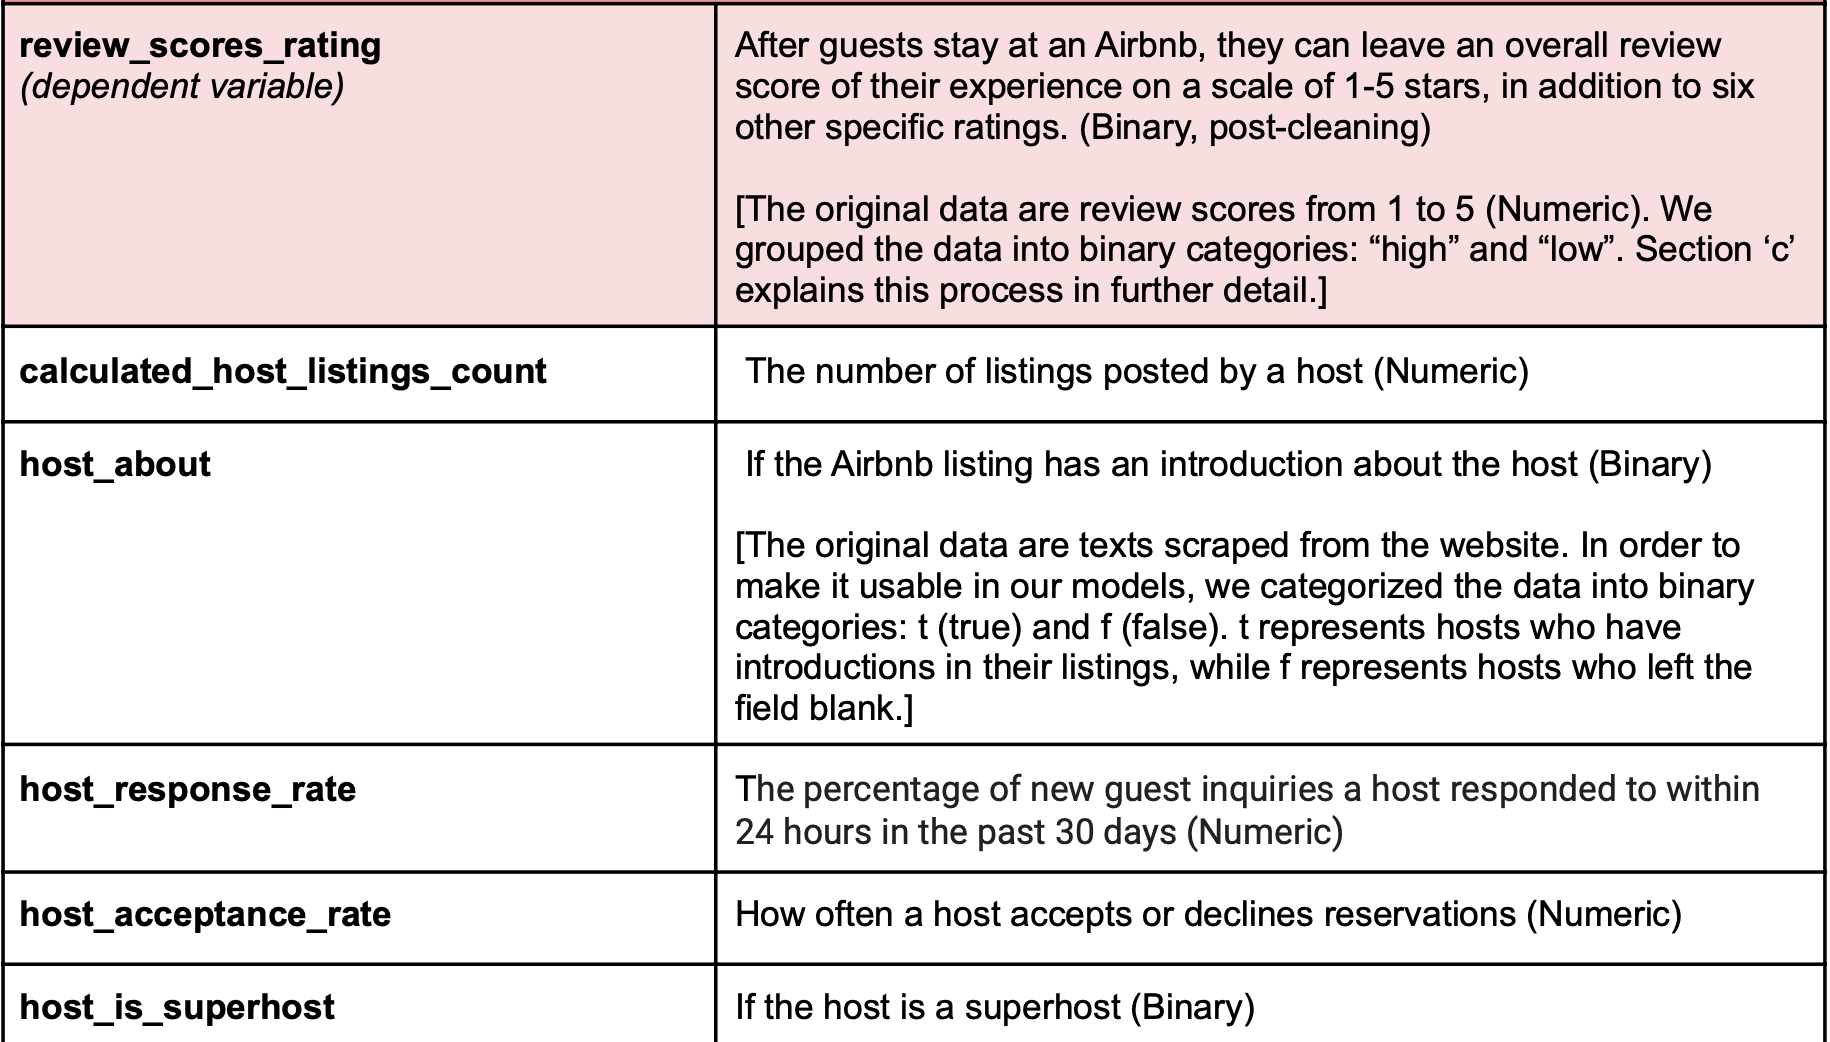 review_scores_rating
(dependent variable)
After guests stay at an Airbnb, they can leave an overall review
score of their experience on a scale of 1-5 stars, in addition to six
other specific ratings. (Binary, post-cleaning)
[The original data are review scores from 1 to 5 (Numeric). We
grouped the data into binary categories: “high” and “low”. Section ‘c’
explains this process in further detail.]
calculated_host_listings_count
The number of listings posted by a host (Numeric)
host_about
If the Airbnb listing has an introduction about the host (Binary)
[The original data are texts scraped from the website. In order to
make it usable in our models, we categorized the data into binary
categories: t (true) and f (false). t represents hosts who have
introductions in their listings, while f represents hosts who left the
field blank.]
host_response_rate
The percentage of new guest inquiries a host responded to within
24 hours in the past 30 days (Numeric)
host_acceptance_rate
How often a host accepts or declines reservations (Numeric)
host_is_superhost
If the host is a superhost (Binary)